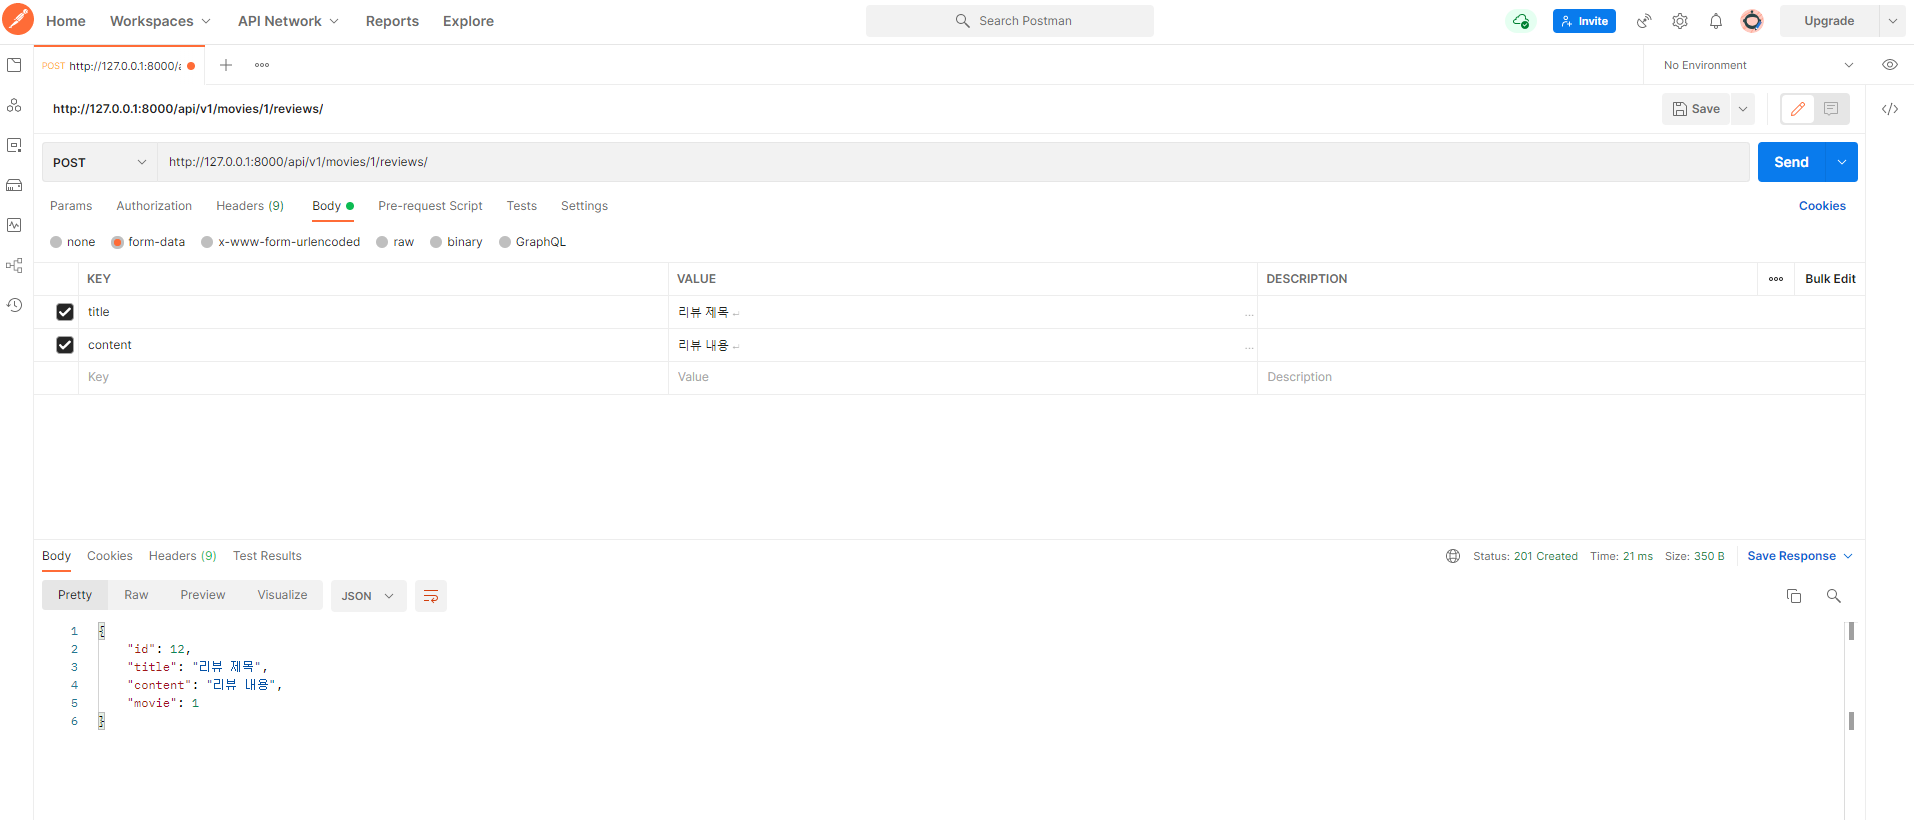 Home Workspaces API Network Reports Explore Search Postman Invite Upgrade
POST http://127.0.0.1:8000/a No Environment
http://127.0.0.1:8000/api/v1/movies/1/reviews/ Save
POST http://127.0.0.1:8000/api/v1/movies/1/reviews/ Send
Params Authorization Headers (9) Body Pre-request Script Tests Settings Cookies
none form-data x-www-form-urlencoded raw binary GraphQL
KEY VALUE DESCRIPTION Bulk Edit
title 리뷰 제목 ↵ ...
content 리뷰 내용 ↵ ...
Key Value Description
Body Cookies Headers (9) Test Results Status: 201 Created Time: 21 ms Size: 350 B Save Response
Pretty Raw Preview Visualize JSON
1 {
2 "id": 12,
3 "title": "리뷰 제목",
4 "content": "리뷰 내용",
5 "movie": 1
6 }